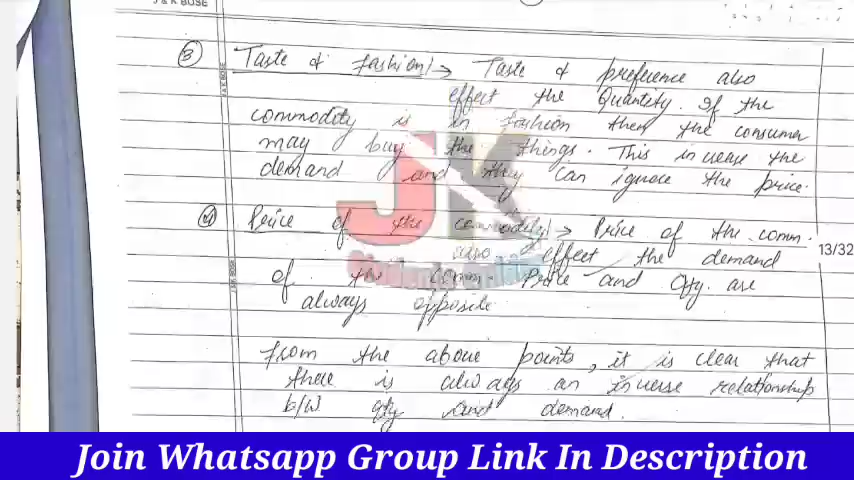 J & K BOSE
③ Taste & Fashion!→ Taste & preference also
effect the Quantity. If the
commodity is in fashion then the consumer
may buy the things. This increase the
demand and they can ignore the price.
④ Price of the commodity!→ Price of the comm.
also effect the demand
13/32
of the comm. Price and Qty. are
always opposite
From the above points, it is clear that
there is always an inverse relationship
b/w qty and demand.
J&K BOSE
J&K BOSE
JK
Join Whatsapp Group Link In Description